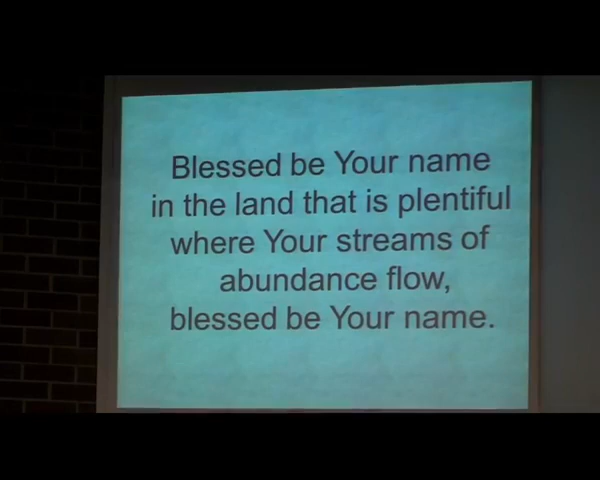 Blessed be Your name
in the land that is plentiful
where Your streams of
abundance flow,
blessed be Your name.